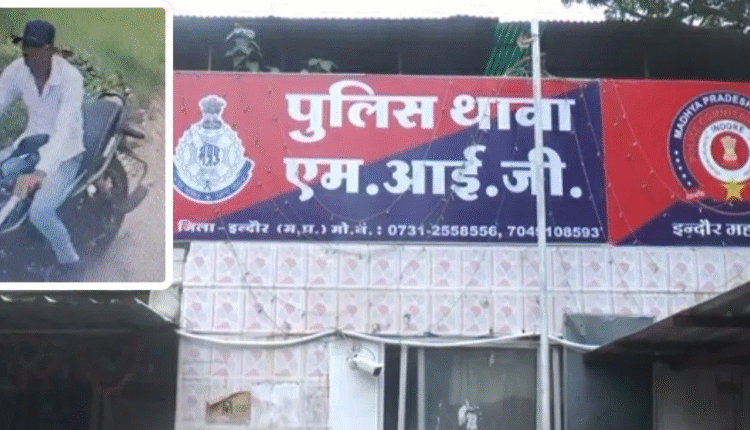 पुलिस थाना
एम.आई.जी.
जिला - इन्दौर (म.प्र.) मो.नं. : 0731-2558556, 7049108593
MADHYA PRADESH
INDORE
इन्दौर मह